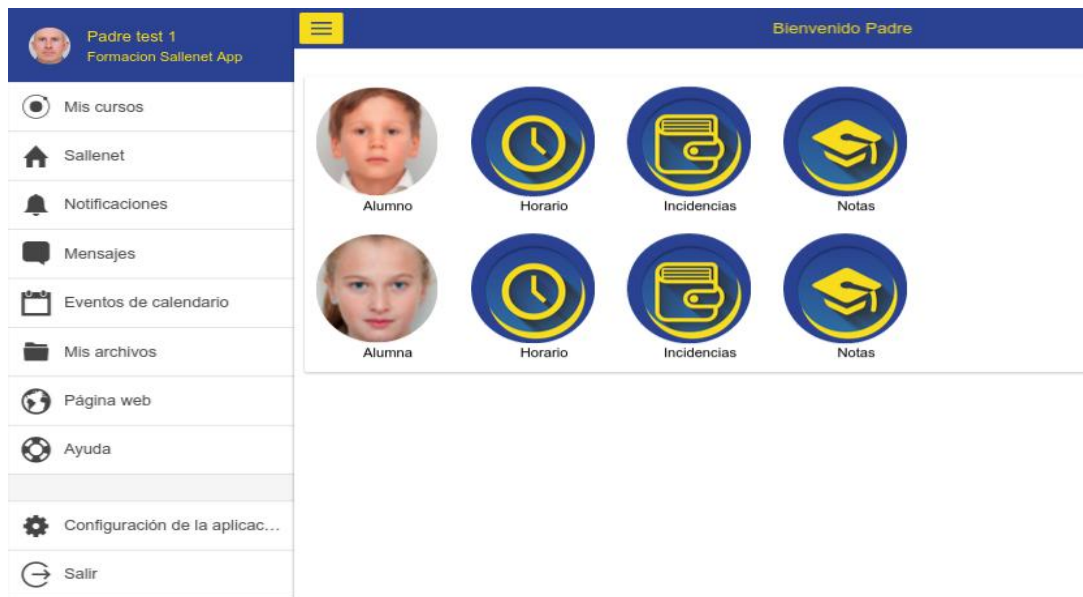 Padre test 1
Formacion Sallenet App
Bienvenido Padre
Mis cursos
Sallenet
Notificaciones
Mensajes
Eventos de calendario
Mis archivos
Página web
Ayuda
Configuración de la aplicac...
Salir
Alumno Horario Incidencias Notas
Alumna Horario Incidencias Notas